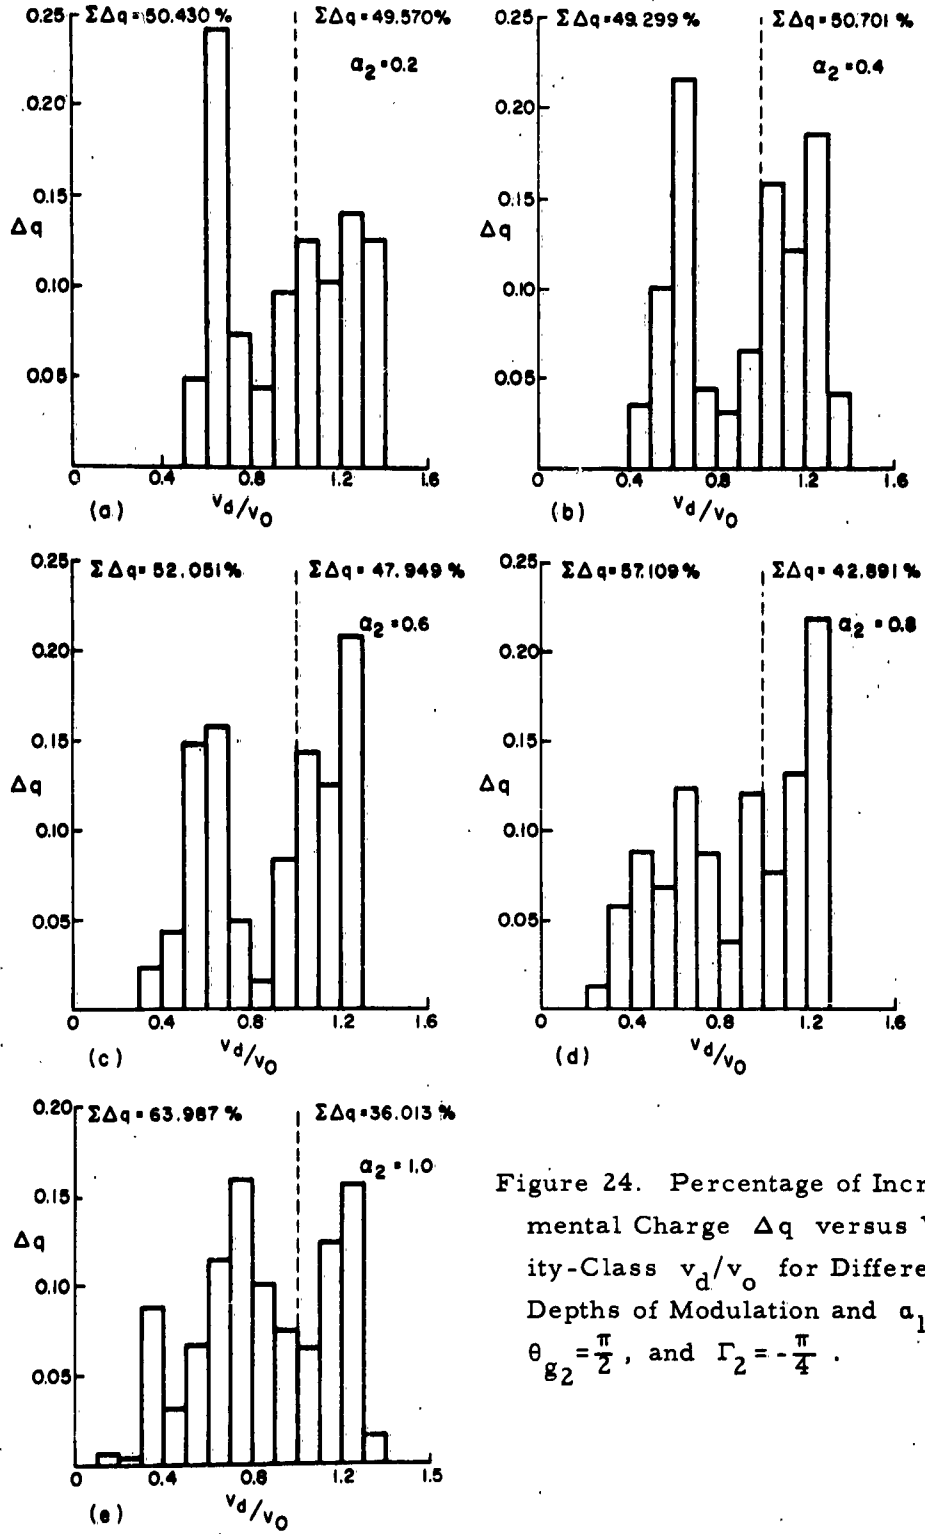 ΣΔq = 50.430 % ΣΔq = 49.570%
α2 = 0.2
0.25
0.20
0.15
Δq
0.10
0.05
0 0.4 0.8 1.2 1.6
(a) vd/vo
ΣΔq = 49.299 % ΣΔq = 50.701 %
α2 = 0.4
0.25
0.20
0.15
Δq
0.10
0.05
0 0.4 0.8 1.2 1.6
(b) vd/vo
ΣΔq = 52.051 % ΣΔq = 47.949 %
α2 = 0.6
0.25
0.20
0.15
Δq
0.10
0.05
0 0.4 0.8 1.2 1.6
(c) vd/vo
ΣΔq = 57.109 % ΣΔq = 42.891 %
α2 = 0.8
0.25
0.20
0.15
Δq
0.10
0.05
0 0.4 0.8 1.2 1.6
(d) vd/vo
ΣΔq = 63.987 % ΣΔq = 36.013 %
α2 = 1.0
0.20
0.15
Δq
0.10
0.05
0 0.4 0.8 1.2 1.5
(e) vd/vo
Figure 24. Percentage of Incr
mental Charge Δq versus
ity-Class vd/vo for Differe
Depths of Modulation and α1
θg2 = π/2 , and Γ2 = -π/4 .